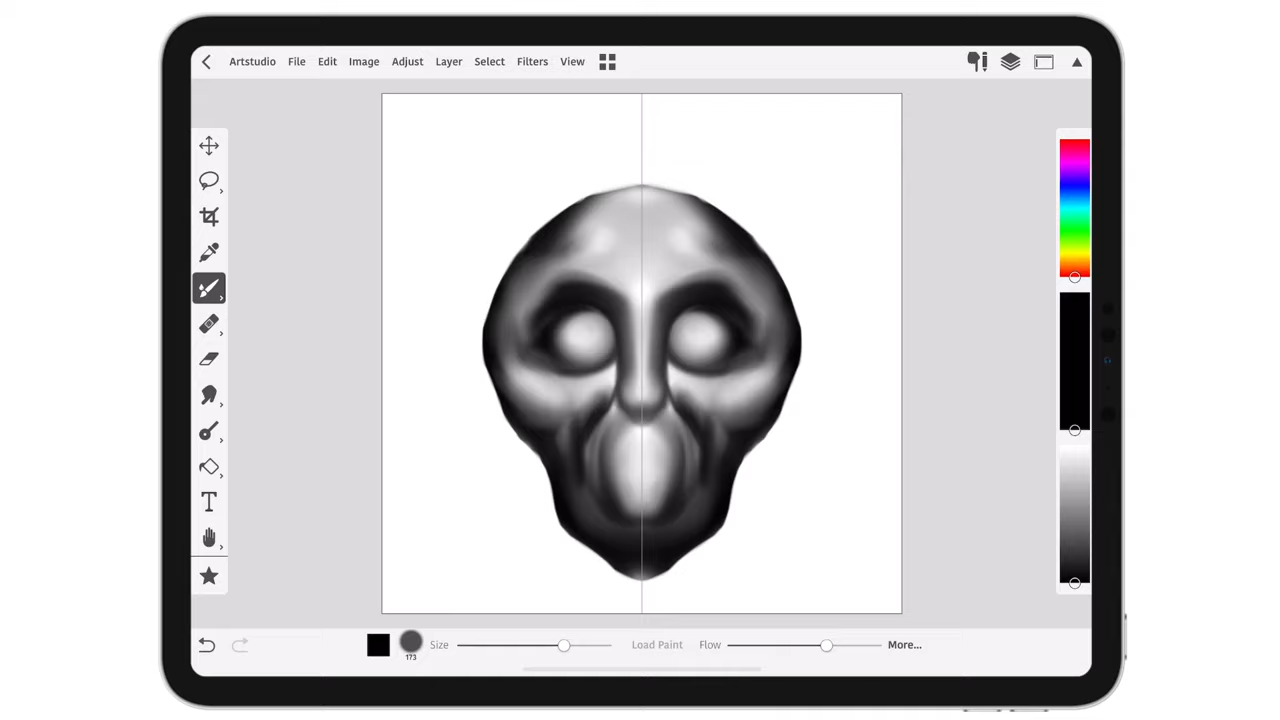 Artstudio File Edit Image Adjust Layer Select Filters View
T
173 Size Load Paint Flow More...